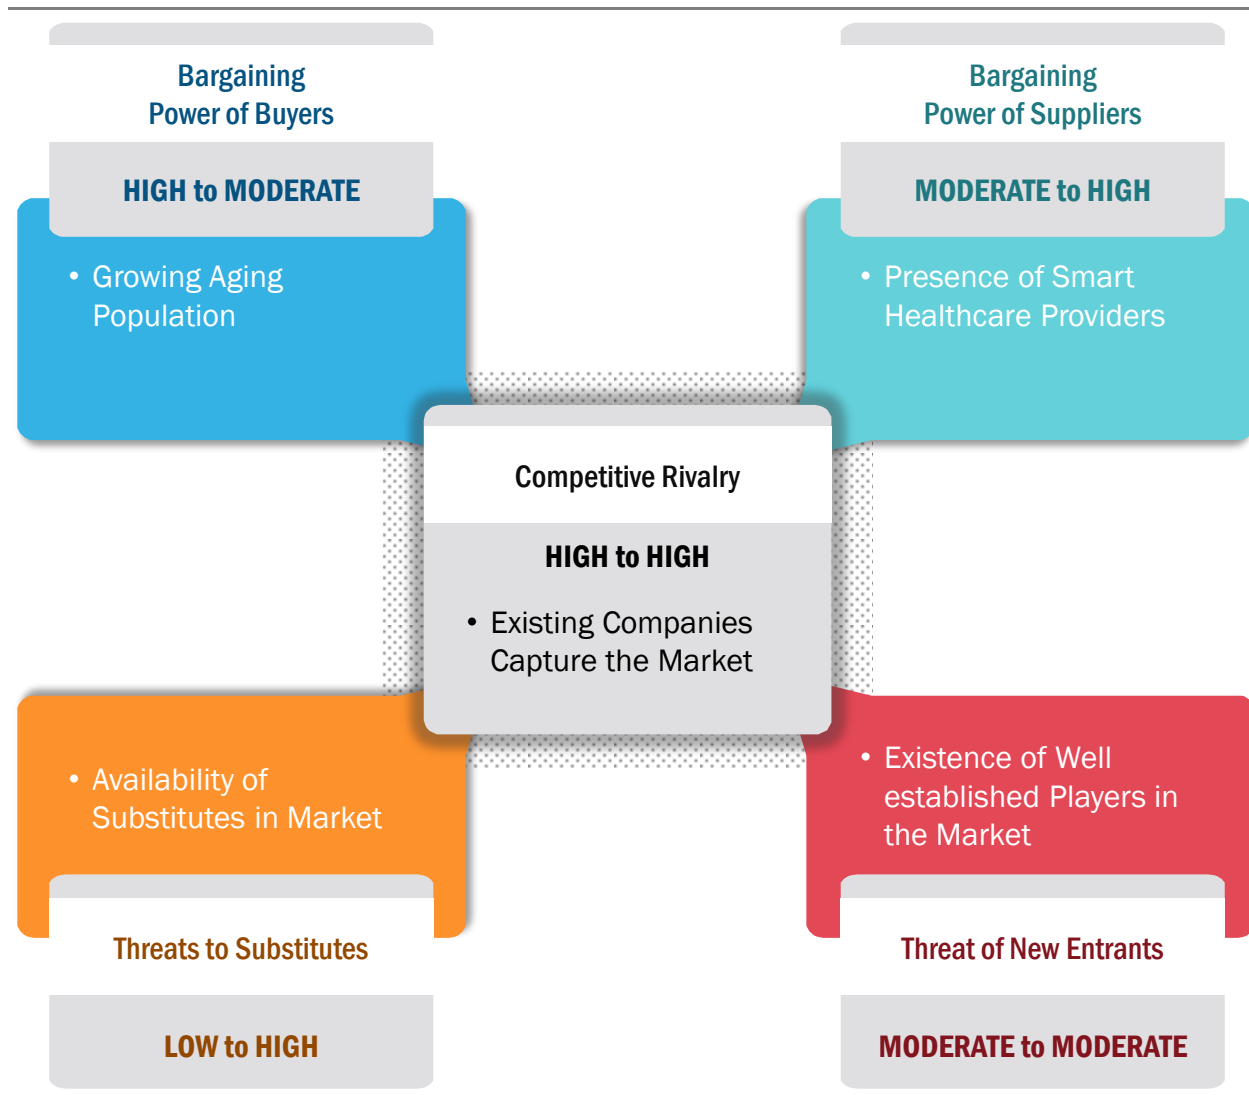 Bargaining
Power of Buyers
HIGH to MODERATE
• Growing Aging
Population
Bargaining
Power of Suppliers
MODERATE to HIGH
• Presence of Smart
Healthcare Providers
Competitive Rivalry
HIGH to HIGH
• Existing Companies
Capture the Market
• Availability of
Substitutes in Market
Threats to Substitutes
LOW to HIGH
• Existence of Well
established Players in
the Market
Threat of New Entrants
MODERATE to MODERATE